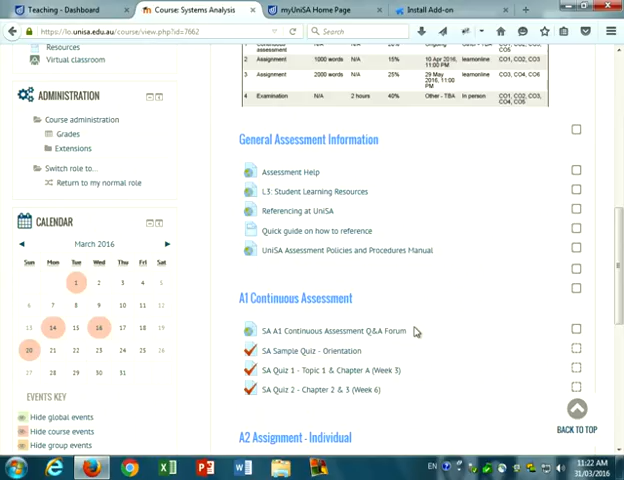 Teaching - Dashboard
Course: Systems Analysis
myUniSA Home Page
Install Add-on
https://lo.unisa.edu.au/course/view.php?id=7662
Search
Resources
Virtual classroom
ADMINISTRATION
Course administration
Grades
Extensions
Switch role to...
Return to my normal role
CALENDAR
March 2016
Sun Mon Tue Wed Thu Fri Sat
1 2 3 4 5
6 7 8 9 10 11 12
13 14 15 16 17 18 19
20 21 22 23 24 25 26
27 28 29 30 31
EVENTS KEY
Hide global events
Hide course events
Hide group events
assessment
2 Assignment 1000 words N/A 15% 10 Apr 2016, 11:00 PM learnonline CO1, CO2, CO3
3 Assignment 2000 words N/A 25% 29 May 2016, 11:00 PM learnonline CO3, CO4, CO6
4 Examination N/A 2 hours 40% Other - TBA In person CO1, CO2, CO3, CO4, CO5
General Assessment Information
Assessment Help
L3: Student Learning Resources
Referencing at UniSA
Quick guide on how to reference
UniSA Assessment Policies and Procedures Manual
A1 Continuous Assessment
SA A1 Continuous Assessment Q&A Forum
SA Sample Quiz - Orientation
SA Quiz 1 - Topic 1 & Chapter A (Week 3)
SA Quiz 2 - Chapter 2 & 3 (Week 6)
A2 Assignment - Individual
BACK TO TOP
EN
11:22 AM
31/03/2016